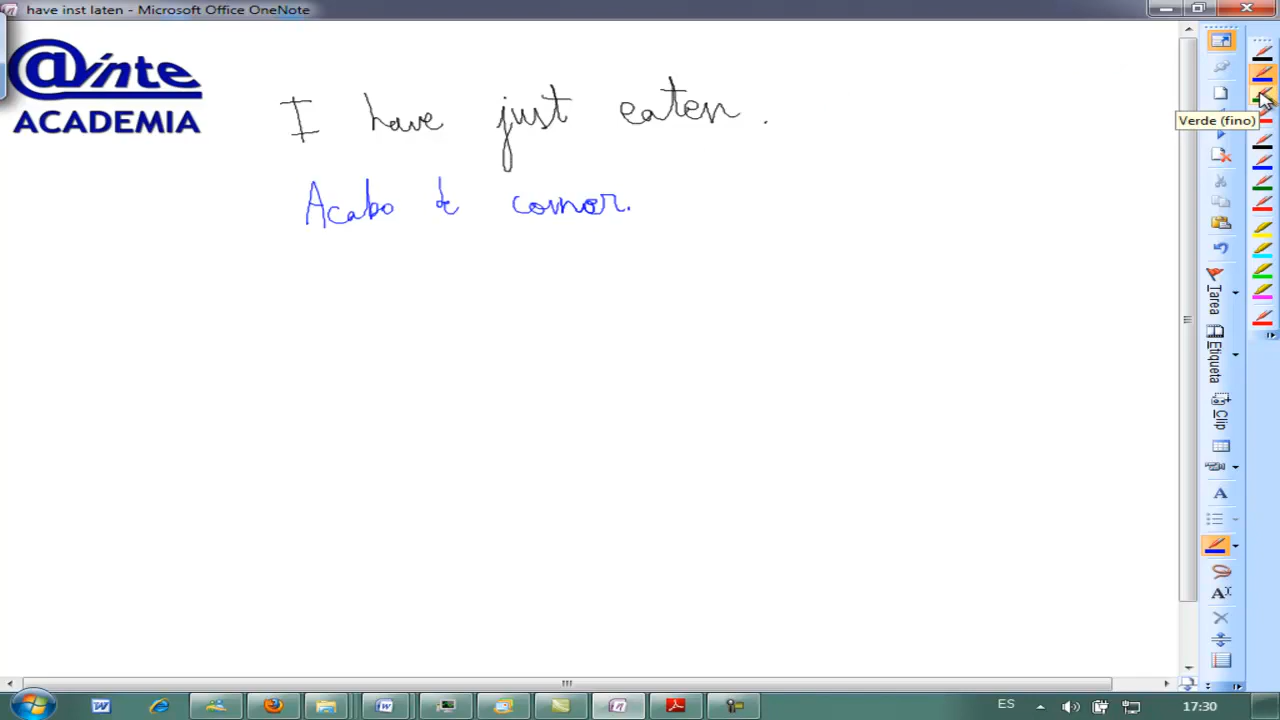 have inst laten - Microsoft Office OneNote
@inte
ACADEMIA
I have just eaten.
Acabo de comer.
Verde (fino)
Tarea
Etiqueta
Clip
ES
17:30